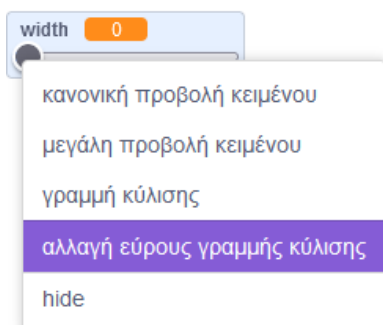 width 0
κανονική προβολή κειμένου
μεγάλη προβολή κειμένου
γραμμή κύλισης
αλλαγή εύρους γραμμής κύλισης
hide